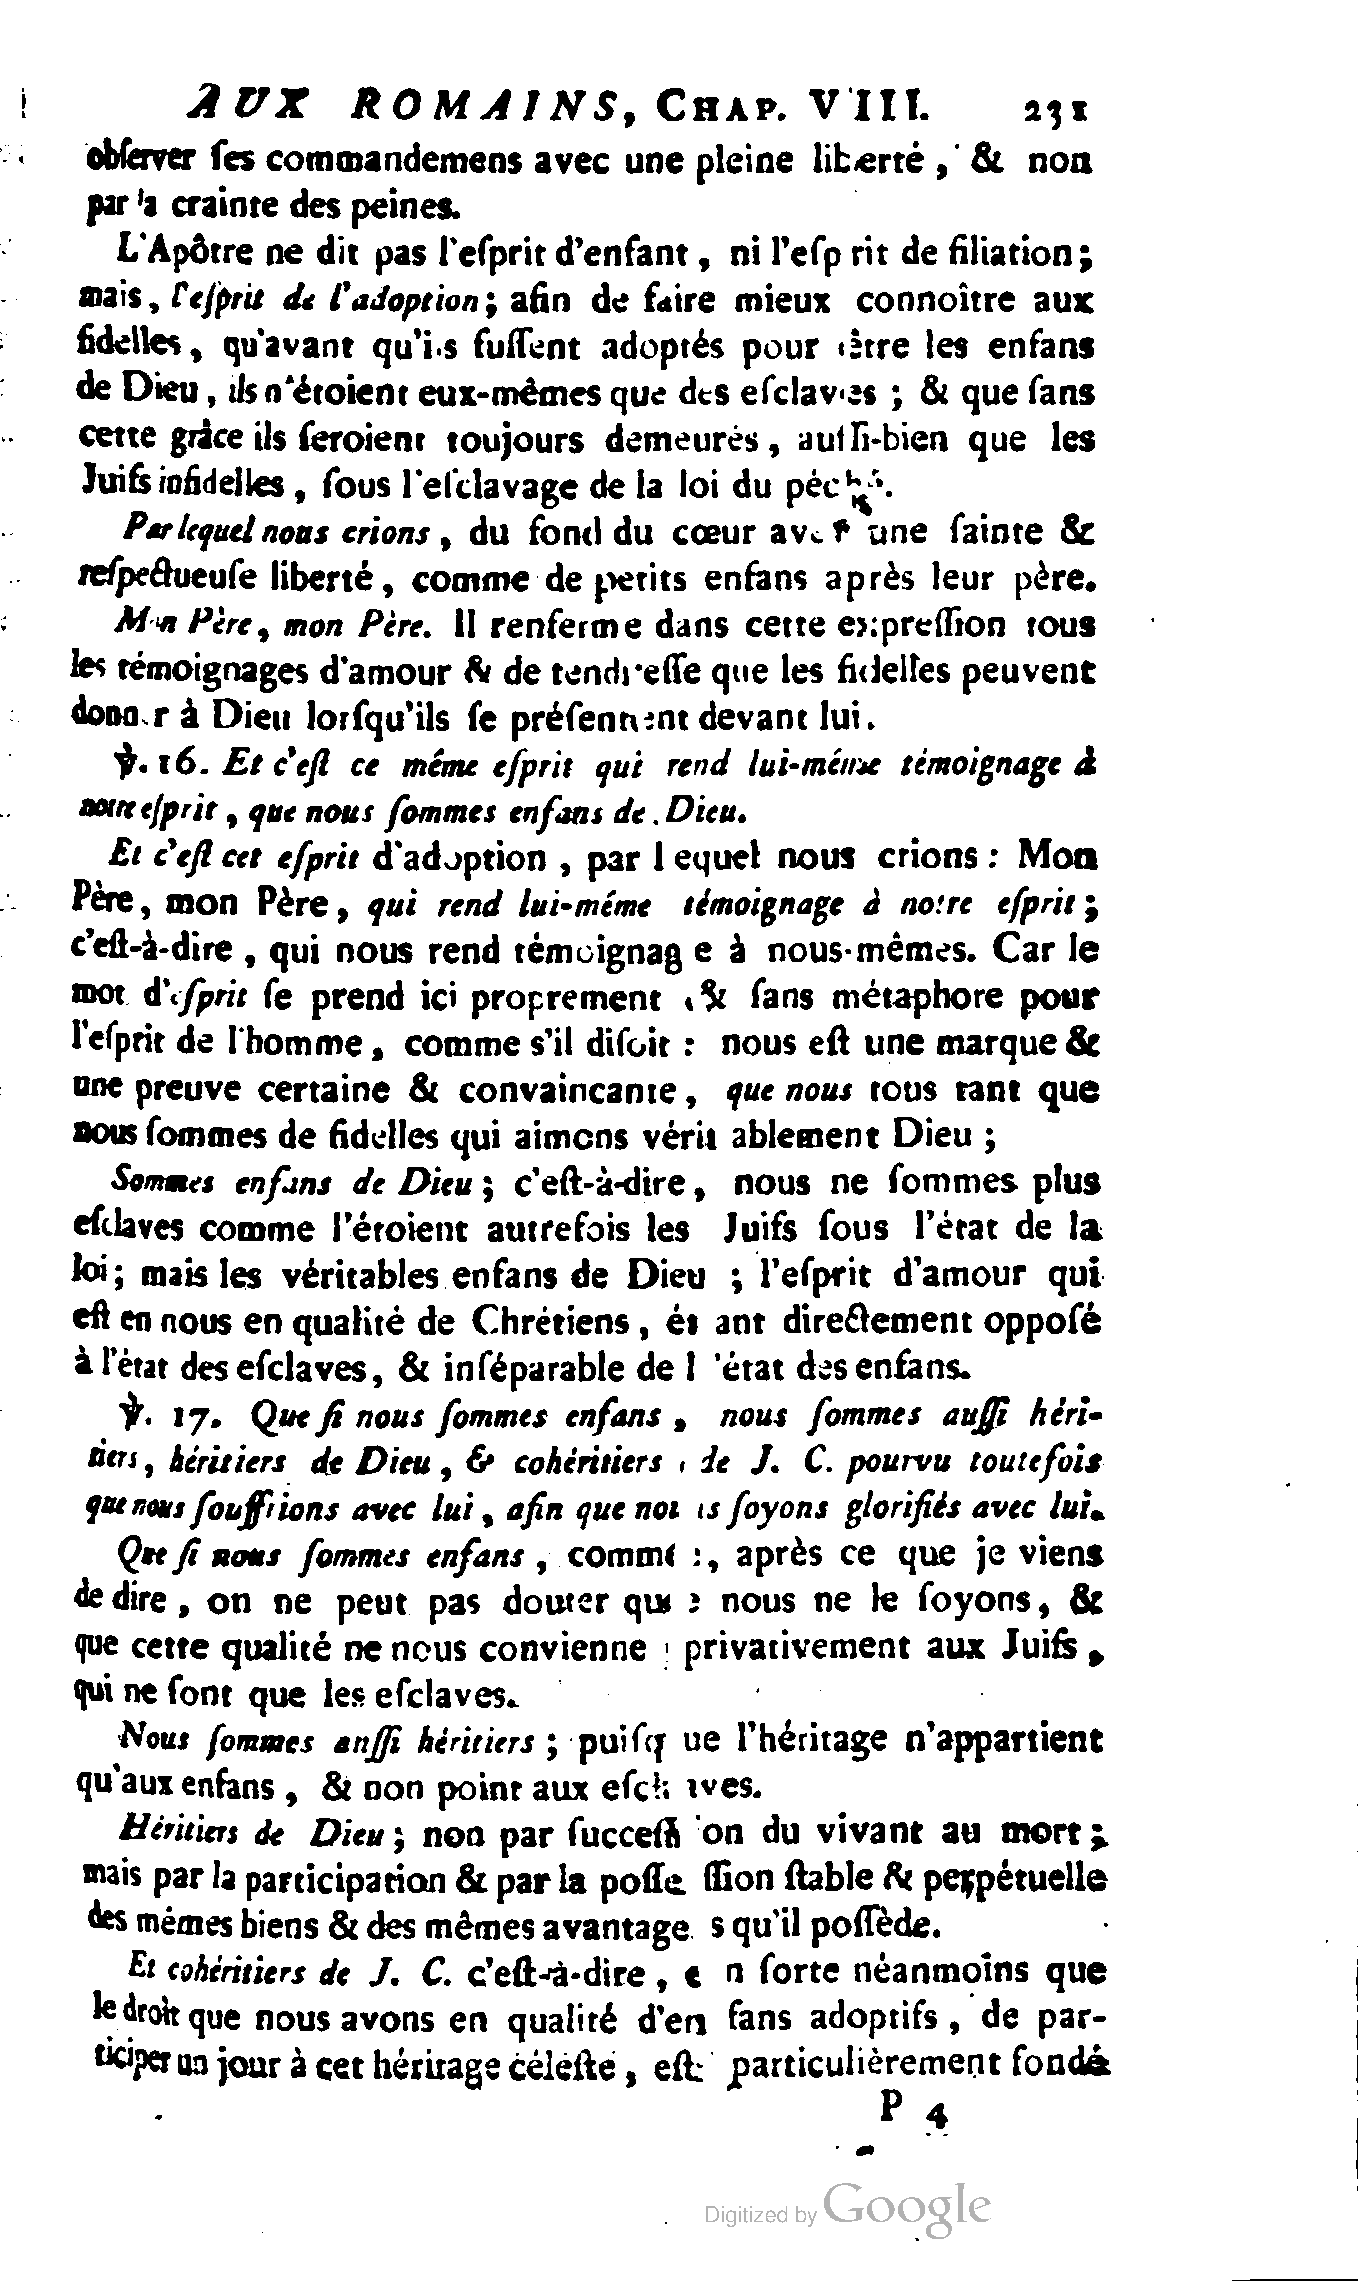 AUX ROMAINS, CHAP. VIII. 231
obſerver ſes commandemens avec une pleine liberté, & non
par la crainte des peines.
L'Apôtre ne dit pas l'eſprit d'enfant, ni l'eſprit de filiation;
mais, l'eſprit de l'adoption; afin de faire mieux connoître aux
fidelles, qu'avant qu'ils fuſſent adoptés pour être les enfans
de Dieu, ils n'étoient eux-mêmes que des eſclaves ; & que ſans
cette grâce ils ſeroient toujours demeurés, auſſi-bien que les
Juifs infidelles, ſous l'eſclavage de la loi du péché.
Par lequel nous crions, du fond du cœur avec une ſainte &
reſpectueuſe liberté, comme de petits enfans après leur père.
Mon Père, mon Père. Il renferme dans cette expreſſion tous
les témoignages d'amour & de tendreſſe que les fidelles peuvent
donner à Dieu lorſqu'ils ſe préſentent devant lui.
℣. 16. Et c'eſt ce même eſprit qui rend lui-même témoignage à
notre eſprit, que nous ſommes enfans de Dieu.
Et c'eſt cet eſprit d'adoption, par lequel nous crions : Mon
Père, mon Père, qui rend lui-même témoignage à notre eſprit;
c'eſt-à-dire, qui nous rend témoignage à nous-mêmes. Car le
mot d'eſprit ſe prend ici proprement & ſans métaphore pour
l'eſprit de l'homme, comme s'il diſoit : nous eſt une marque &
une preuve certaine & convaincante, que nous tous tant que
nous ſommes de fidelles qui aimons véritablement Dieu ;
Sommes enfans de Dieu ; c'eſt-à-dire, nous ne ſommes plus
eſclaves comme l'étoient autrefois les Juifs ſous l'état de la
loi; mais les véritables enfans de Dieu ; l'eſprit d'amour qui
eſt en nous en qualité de Chrétiens, étant directement oppoſé
à l'état des eſclaves, & inſéparable de l'état des enfans.
℣. 17. Que ſi nous ſommes enfans, nous ſommes auſſi héri-
tiers, héritiers de Dieu, & cohéritiers de J. C. pourvu toutefois
que nous ſouffrions avec lui, afin que nous ſoyons glorifiés avec lui.
Que ſi nous ſommes enfans, comme, après ce que je viens
de dire, on ne peut pas douter que nous ne le ſoyons, &
que cette qualité ne nous convienne privativement aux Juifs,
qui ne ſont que les eſclaves.
Nous ſommes auſſi héritiers ; puiſque l'héritage n'appartient
qu'aux enfans, & non point aux eſclaves.
Héritiers de Dieu; non par ſucceſſion du vivant au mort;
mais par la participation & par la poſſeſſion ſtable & perpétuelle
des mêmes biens & des mêmes avantages qu'il poſſède.
Et cohéritiers de J. C. c'eſt-à-dire, en ſorte néanmoins que
le droit que nous avons en qualité d'enfans adoptifs, de par-
ticiper un jour à cet héritage céleſte, eſt particulièrement fondé
P 4
Digitized by Google